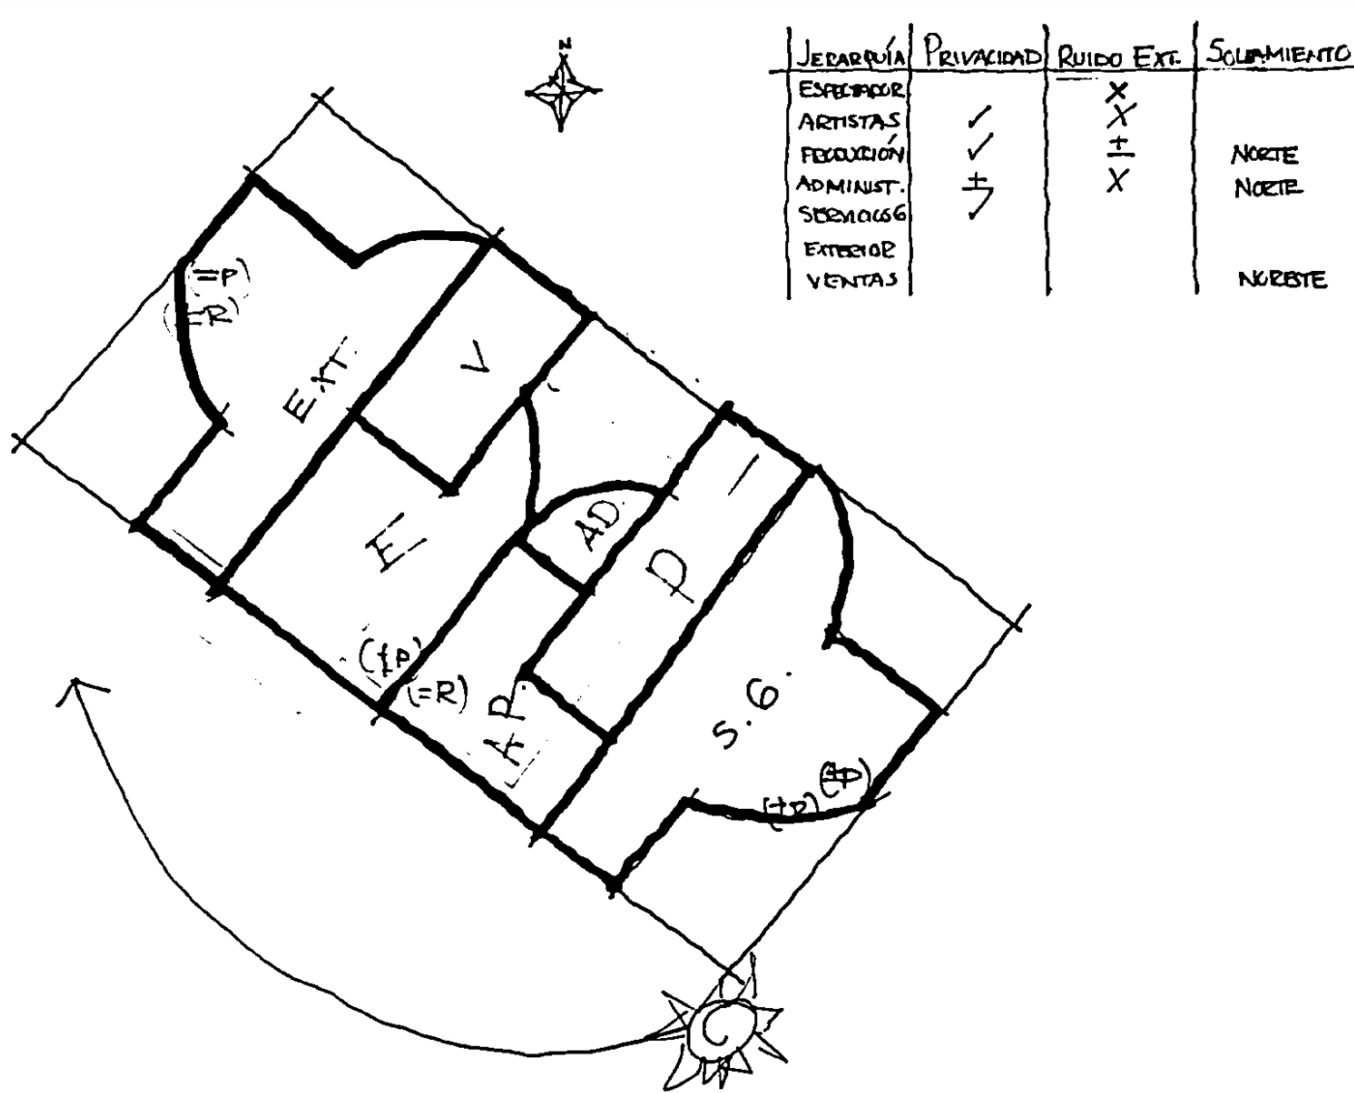 N
JERARQUÍA PRIVACIDAD RUIDO EXT. SOLEAMIENTO
ESPECTADOR X
ARTISTAS ✓ X
PRODUCCIÓN ✓ ± NORTE
ADMINIST. ± X NORTE
SERVICIOS G ✓
EXTERIOR
VENTAS NORESTE
(=P)
EXT.
V
E
AD.
P
(=R)
A P.
S.G.